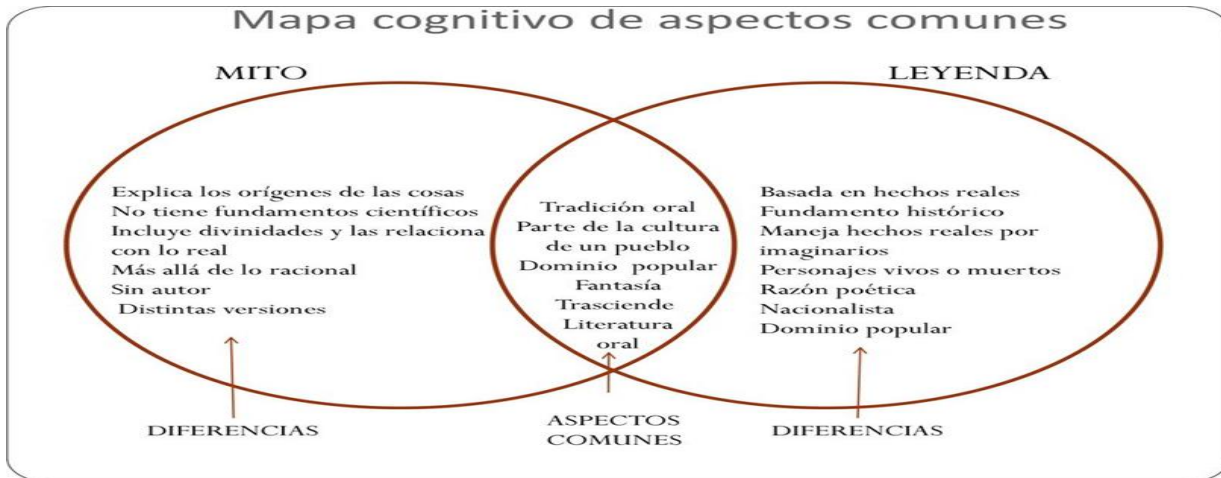 Mapa cognitivo de aspectos comunes
MITO
LEYENDA
Explica los orígenes de las cosas
No tiene fundamentos científicos
Incluye divinidades y las relaciona
con lo real
Más allá de lo racional
Sin autor
Distintas versiones
Tradición oral
Parte de la cultura
de un pueblo
Dominio popular
Fantasía
Trasciende
Literatura
oral
Basada en hechos reales
Fundamento histórico
Maneja hechos reales por
imaginarios
Personajes vivos o muertos
Razón poética
Nacionalista
Dominio popular
DIFERENCIAS
ASPECTOS
COMUNES
DIFERENCIAS